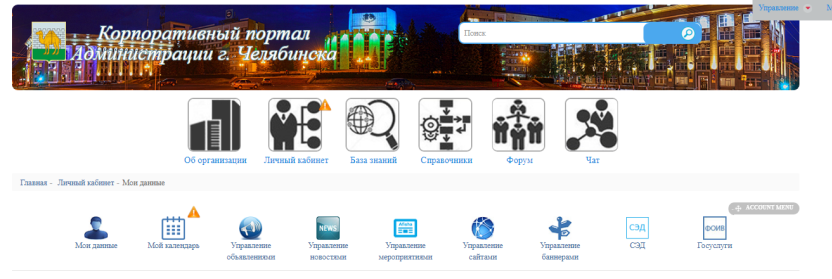 Управление
Корпоративный портал
Администрации г. Челябинска
Поиск
Об организации
Личный кабинет
База знаний
Справочники
Форум
Чат
Главная - Личный кабинет - Мои данные
ACCOUNT MENU
Мои данные
Мой календарь
Управление
объявлениями
NEWS
Управление
новостями
Управление
мероприятиями
Управление
сайтами
Управление
баннерами
СЭД
СЭД
ФОИВ
Госуслуги